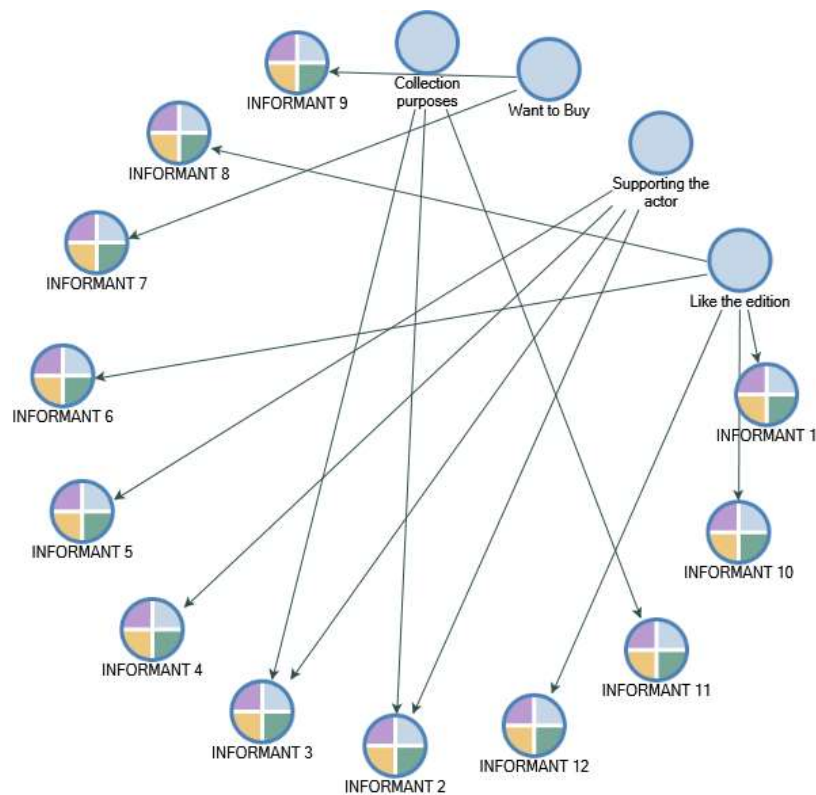 INFORMANT 9
Collection
purposes
Want to Buy
INFORMANT 8
Supporting the
actor
INFORMANT 7
Like the edition
INFORMANT 6
INFORMANT 1
INFORMANT 5
INFORMANT 10
INFORMANT 4
INFORMANT 11
INFORMANT 3
INFORMANT 12
INFORMANT 2